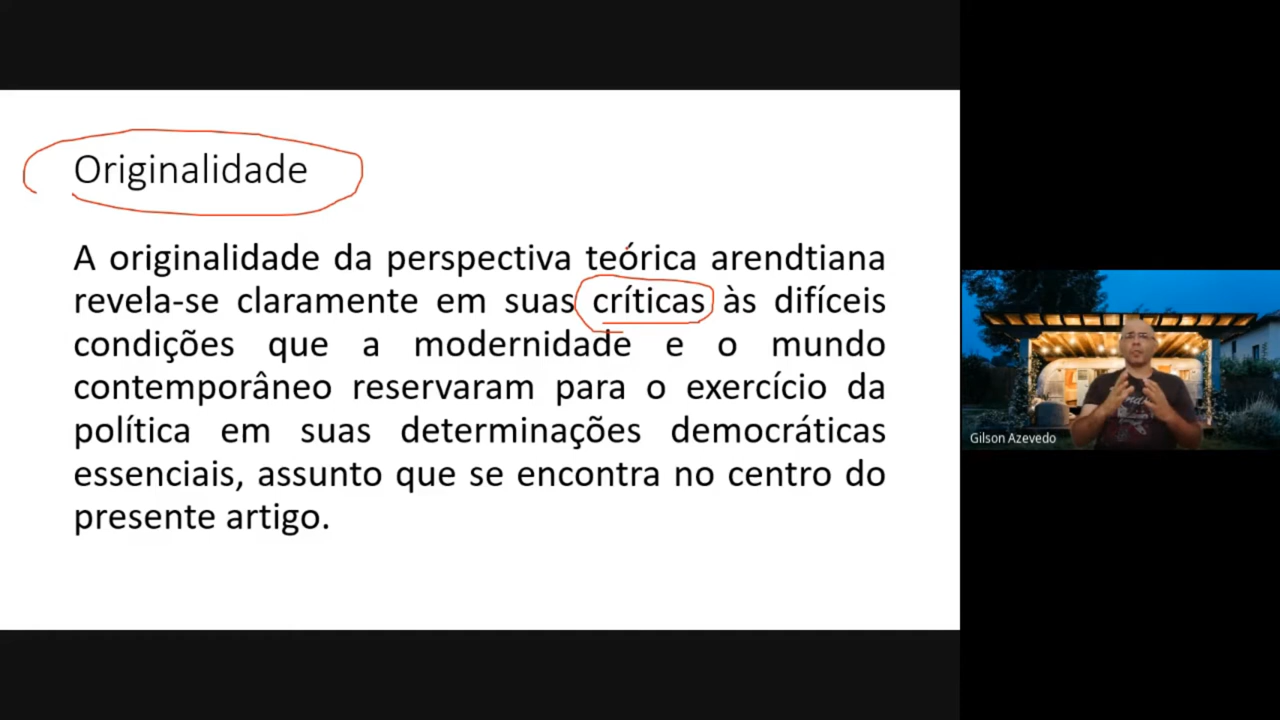 Originalidade
A originalidade da perspectiva teórica arendtiana
revela-se claramente em suas críticas às difíceis
condições que a modernidade e o mundo
contemporâneo reservaram para o exercício da
política em suas determinações democráticas
essenciais, assunto que se encontra no centro do
presente artigo.
Gilson Azevedo